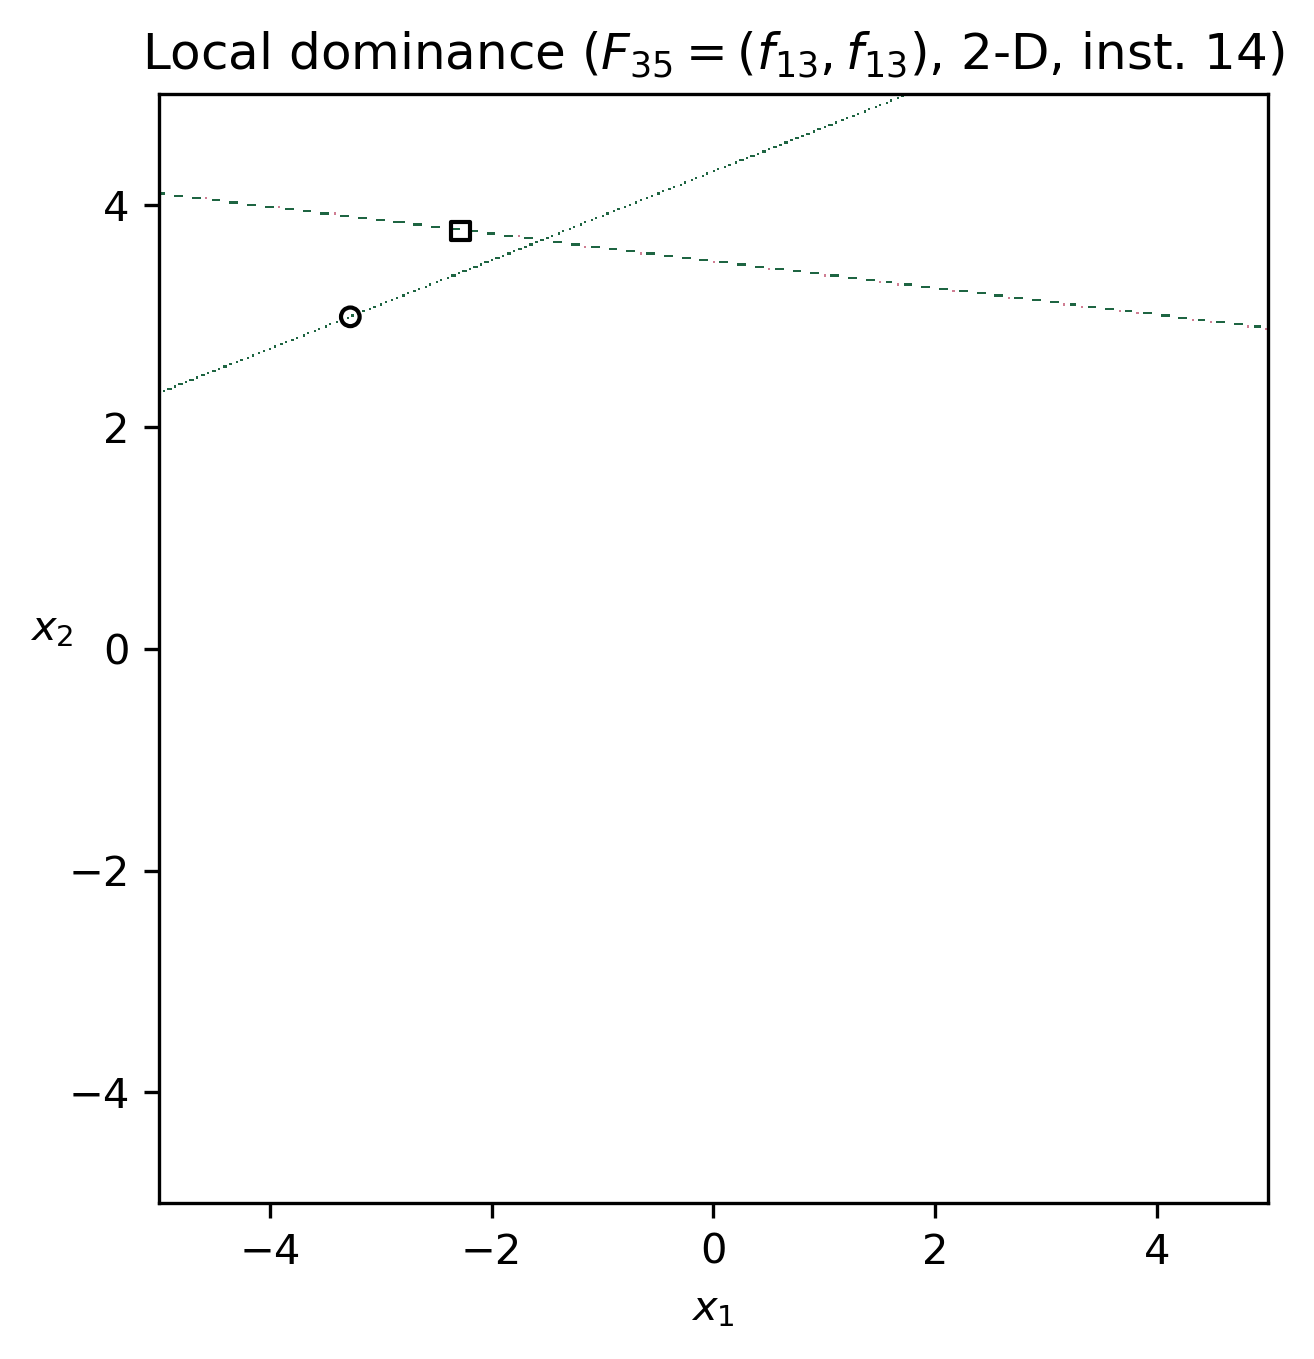 Local dominance (F35 = (f13, f13), 2-D, inst. 14)
4
2
x2
0
−2
−4
−4 −2 0 2 4
x1